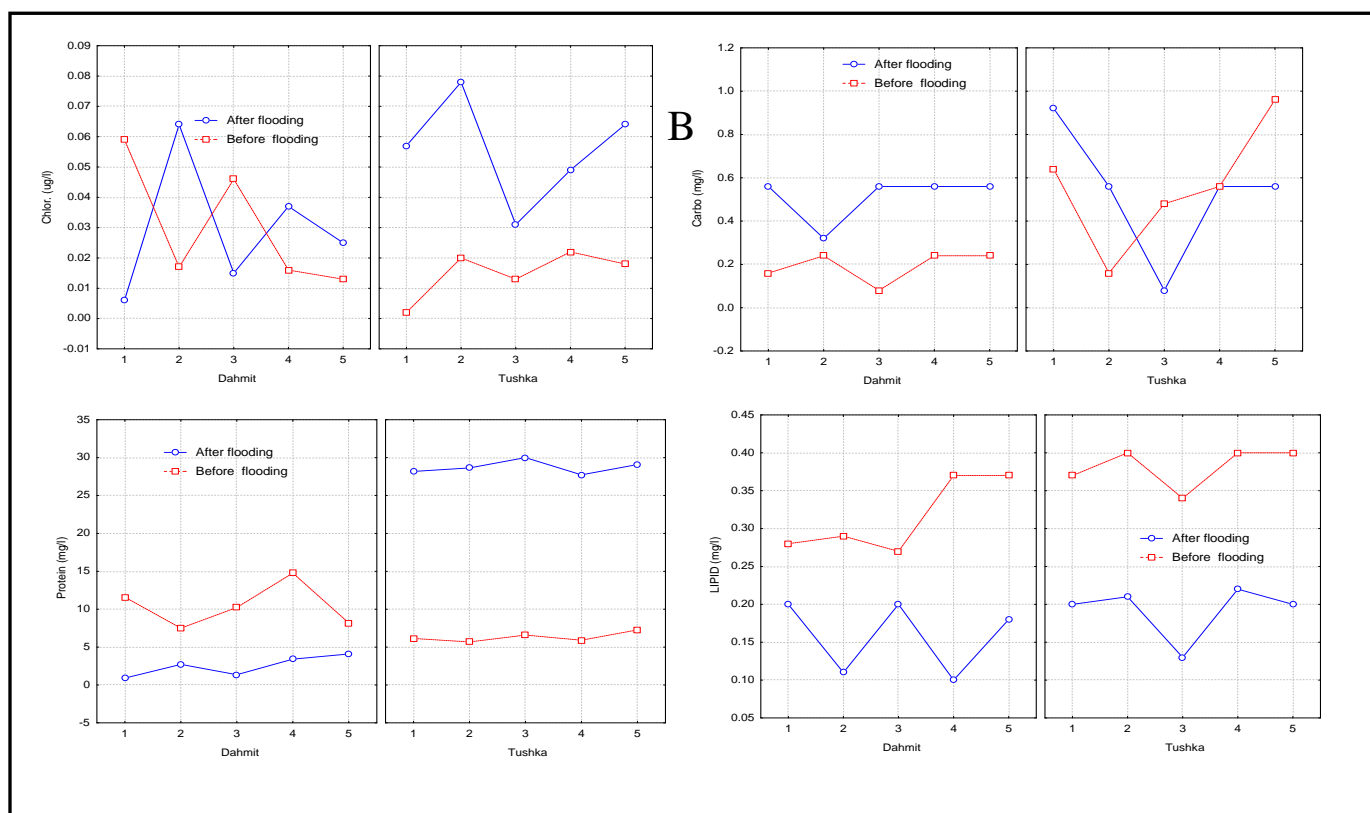 Chlor. (ug/l)
0.09
0.08
0.07
0.06
0.05
0.04
0.03
0.02
0.01
0.00
-0.01
After flooding
Before flooding
1 2 3 4 5
Dahmit
1 2 3 4 5
Tushka
B
Carbo (mg/l)
1.2
1.0
0.8
0.6
0.4
0.2
0.0
-0.2
After flooding
Before flooding
1 2 3 4 5
Dahmit
1 2 3 4 5
Tushka
Protein (mg/l)
35
30
25
20
15
10
5
0
-5
After flooding
Before flooding
1 2 3 4 5
Dahmit
1 2 3 4 5
Tushka
LIPID (mg/l)
0.45
0.40
0.35
0.30
0.25
0.20
0.15
0.10
0.05
After flooding
Before flooding
1 2 3 4 5
Dahmit
1 2 3 4 5
Tushka